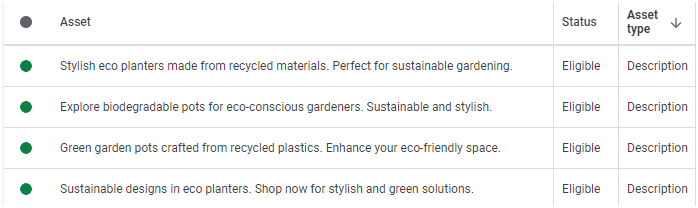 Asset Status Asset type
Stylish eco planters made from recycled materials. Perfect for sustainable gardening. Eligible Description
Explore biodegradable pots for eco-conscious gardeners. Sustainable and stylish. Eligible Description
Green garden pots crafted from recycled plastics. Enhance your eco-friendly space. Eligible Description
Sustainable designs in eco planters. Shop now for stylish and green solutions. Eligible Description